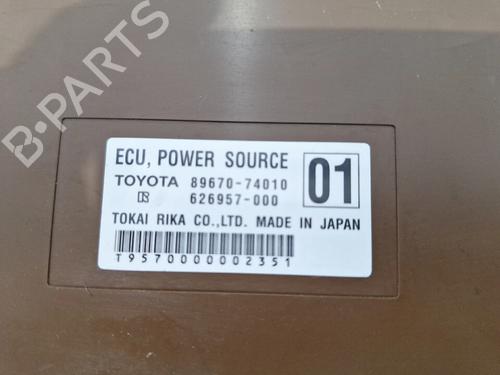 ECU, POWER SOURCE
TOYOTA 89670-74010 01
626957-000
TOKAI RIKA CO.,LTD. MADE IN JAPAN
T9570000002351
B-PARTS